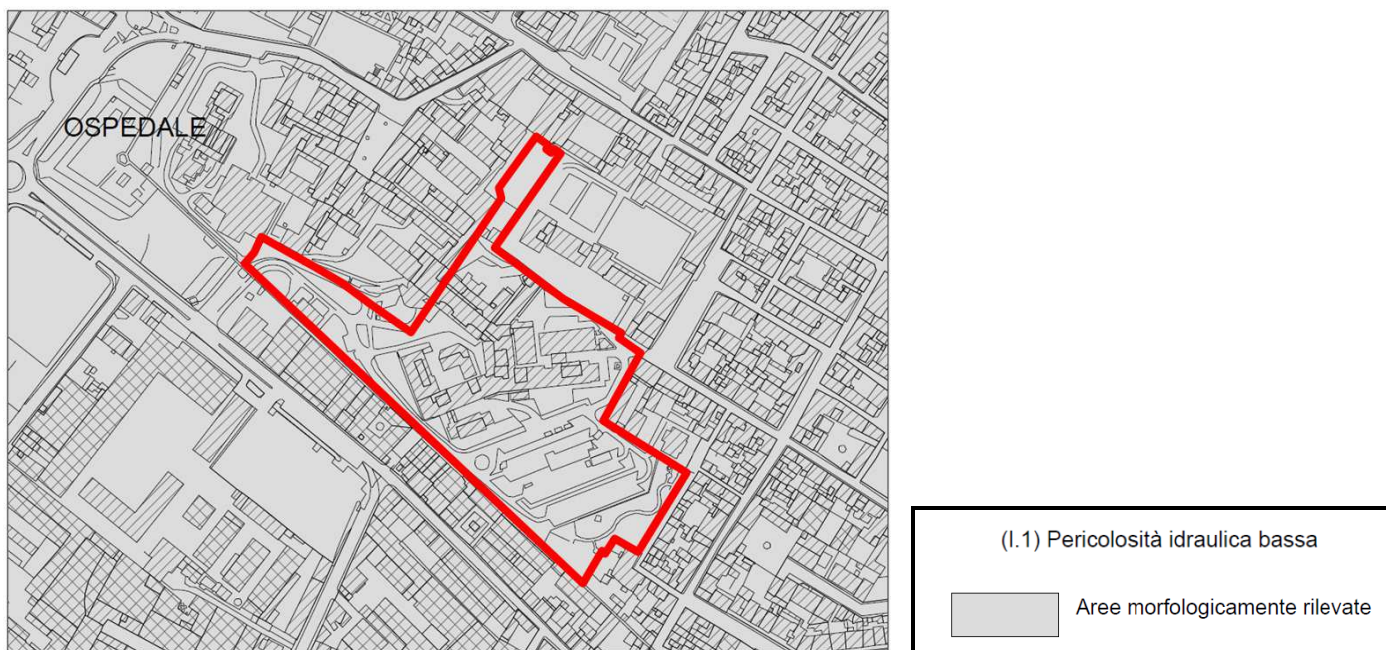 OSPEDALE
(I.1) Pericolosità idraulica bassa
Aree morfologicamente rilevate